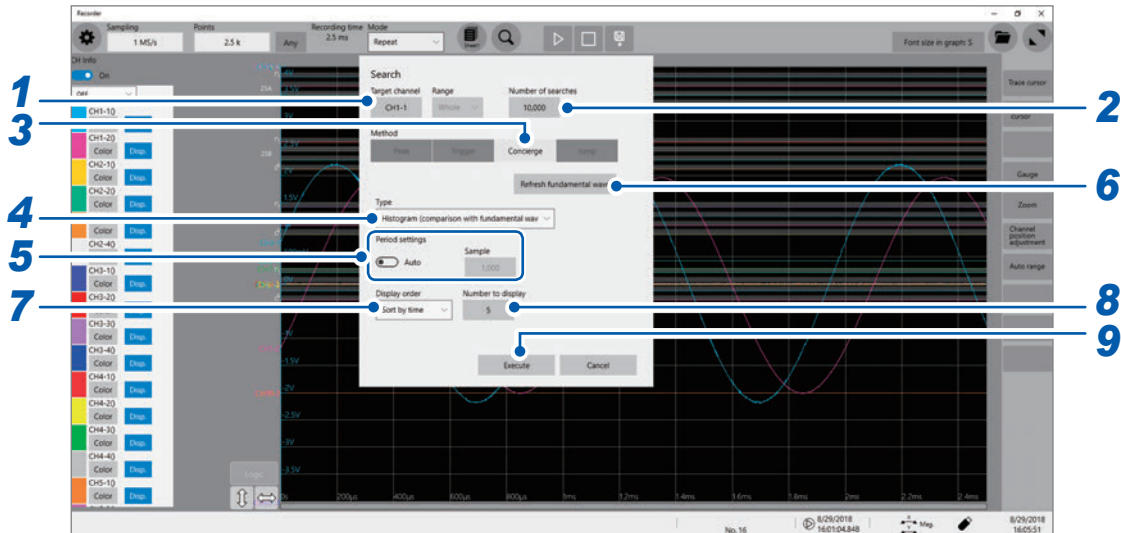 Recorder
Sampling Points Recording time Mode
1 MS/s 2.5 k Any 2.5 ms Repeat Sheet1 Font size in graph: S
CH Info
On
OFF
CH1-1()
CH1-2()
Color Disp.
CH2-1()
Color Disp.
CH2-2()
Color Disp.
Color Disp.
CH2-4()
CH3-1()
Color Disp.
CH3-2()
CH3-3()
Color Disp.
CH3-4()
Color Disp.
CH4-1()
Color Disp.
CH4-2()
Color Disp.
CH4-3()
Color Disp.
CH4-4()
Color Disp.
CH5-1()
Color Disp.
Logic
25A
25B
1.5V
-1.5V
-2V
-2.5V
-3V
-3.5V
Search
Target channel Range Number of searches
CH1-1 Whole 10,000
Method
Peak Trigger Concierge Jump
Refresh fundamental wave
Type
Histogram (comparison with fundamental wav
Period settings
Sample
Auto
1,000
Display order Number to display
Sort by time 5
Execute Cancel
Trace cursor
cursor
Gauge
Zoom
Channel
position
adjustment
Auto range
0s 200μs 400μs 600μs 800μs 1ms 1.2ms 1.4ms 1.6ms 1.8ms 2ms 2.2ms 2.4ms
No. 16
8/29/2018
16:01:04.848
Mag.
8/29/2018
16:05:51
1
2
3
4
5
6
7
8
9